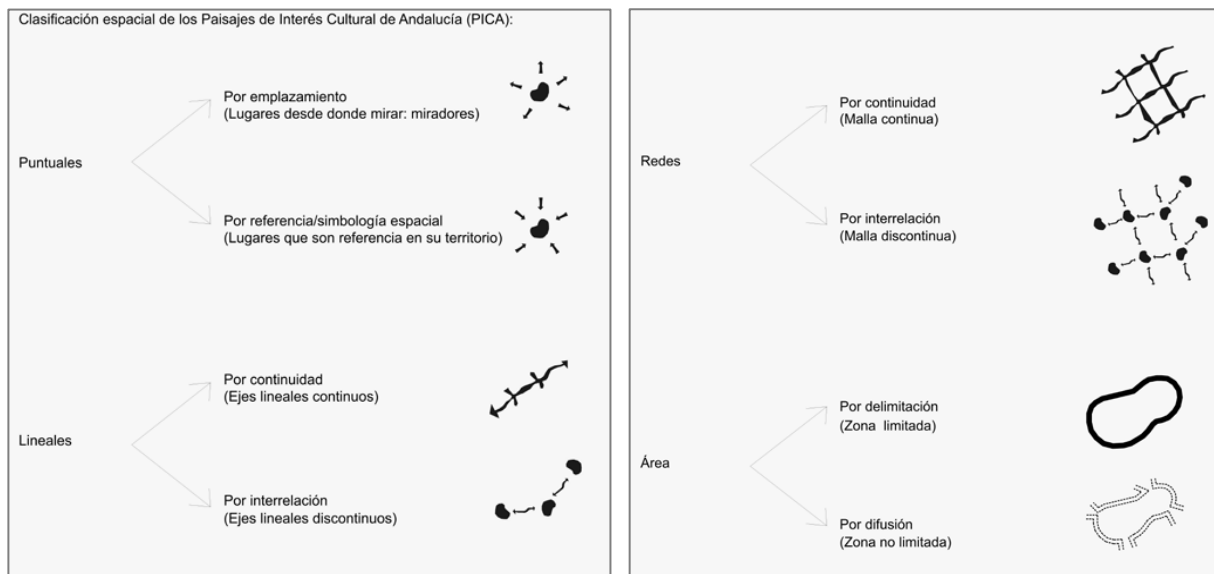 Clasificación espacial de los Paisajes de Interés Cultural de Andalucía (PICA):
Puntuales
Por emplazamiento
(Lugares desde donde mirar: miradores)
Por referencia/simbología espacial
(Lugares que son referencia en su territorio)
Lineales
Por continuidad
(Ejes lineales continuos)
Por interrelación
(Ejes lineales discontinuos)
Redes
Por continuidad
(Malla continua)
Por interrelación
(Malla discontinua)
Área
Por delimitación
(Zona limitada)
Por difusión
(Zona no limitada)